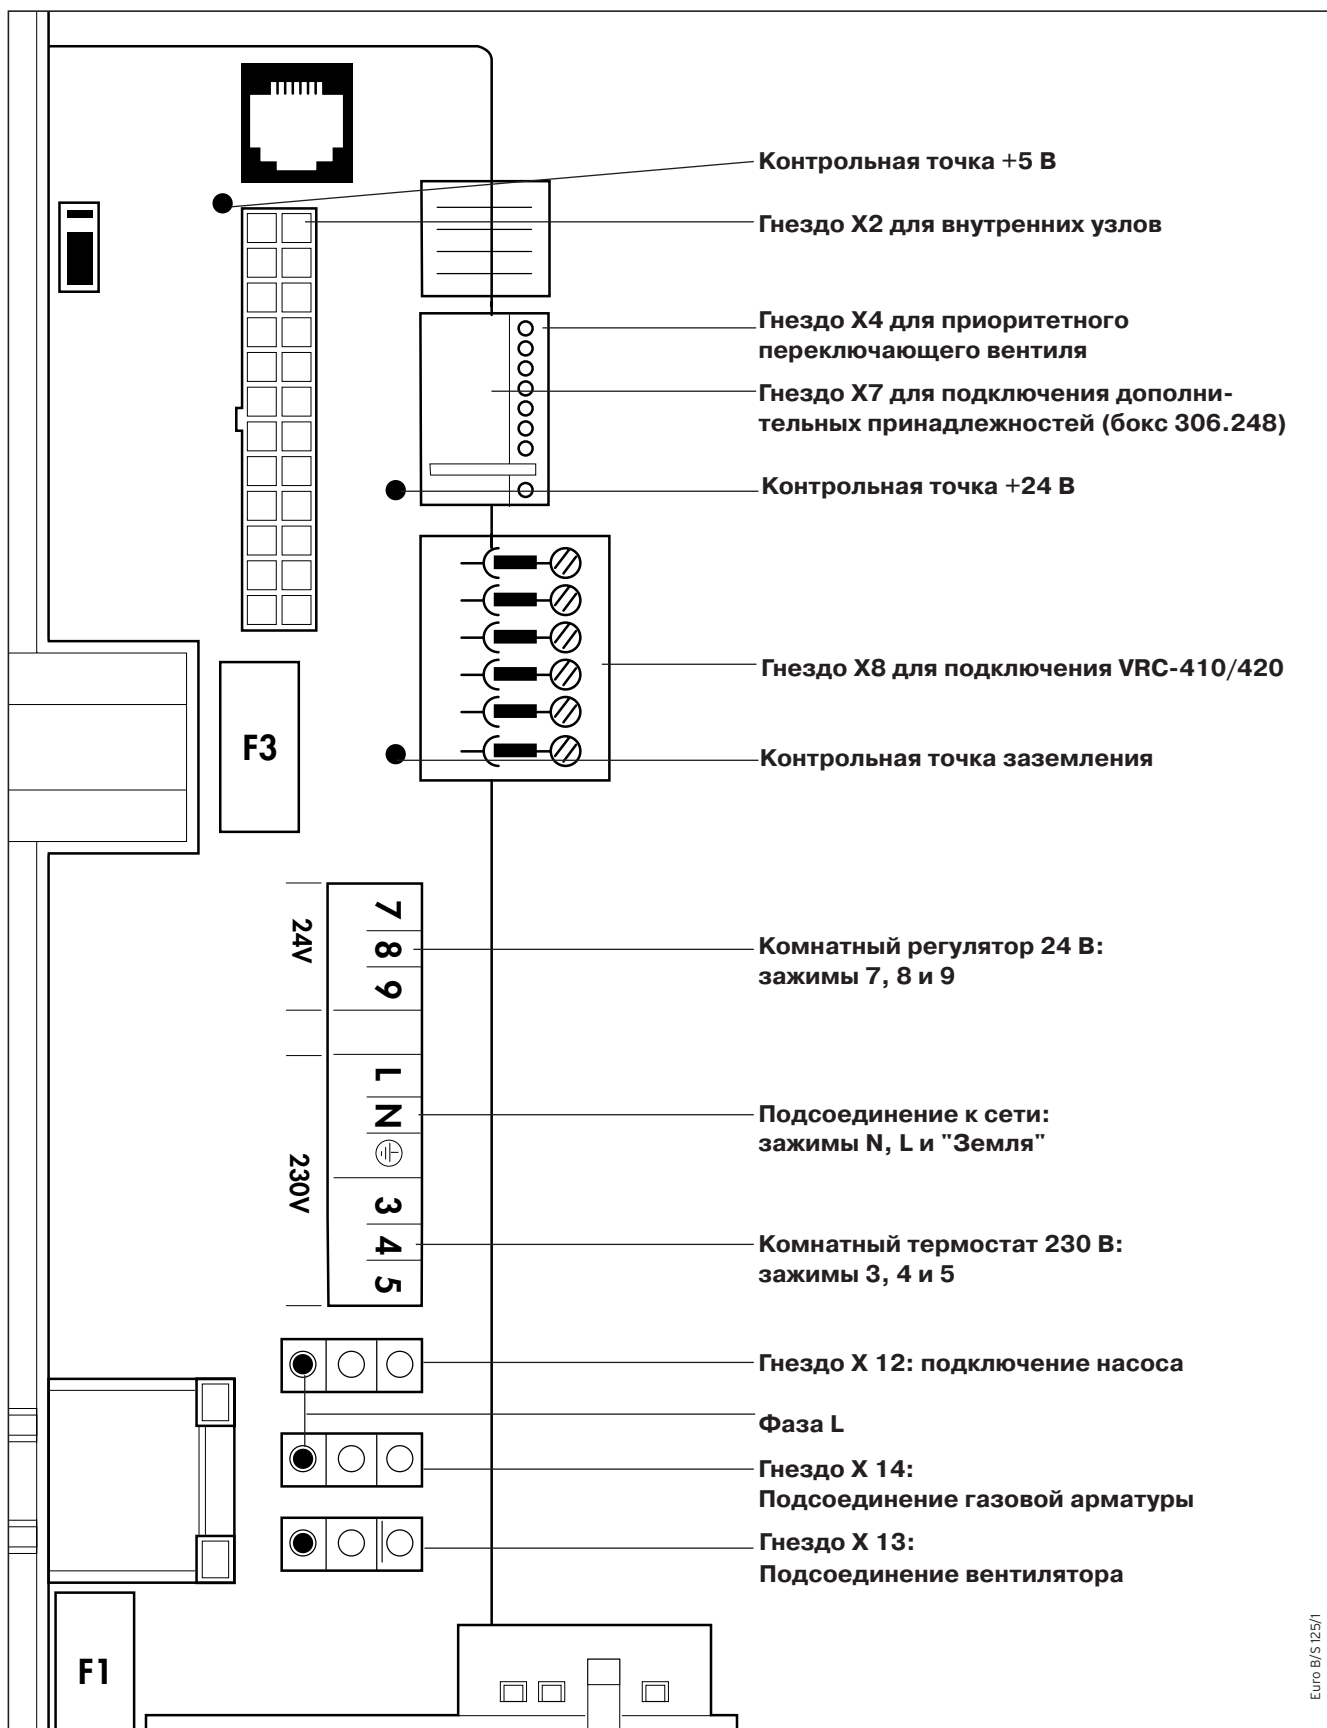 Контрольная точка +5 В
Гнездо X2 для внутренних узлов
Гнездо X4 для приоритетного
переключающего вентиля
Гнездо X7 для подключения дополни-
тельных принадлежностей (бокс 306.248)
Контрольная точка +24 В
Гнездо X8 для подключения VRC-410/420
F3
Контрольная точка заземления
24V
7
8
9
Комнатный регулятор 24 В:
зажимы 7, 8 и 9
230V
L
N
Подсоединение к сети:
зажимы N, L и "Земля"
3
4
5
Комнатный термостат 230 В:
зажимы 3, 4 и 5
Гнездо X 12: подключение насоса
Фаза L
Гнездо X 14:
Подсоединение газовой арматуры
Гнездо X 13:
Подсоединение вентилятора
F1
Euro B/S 125/1